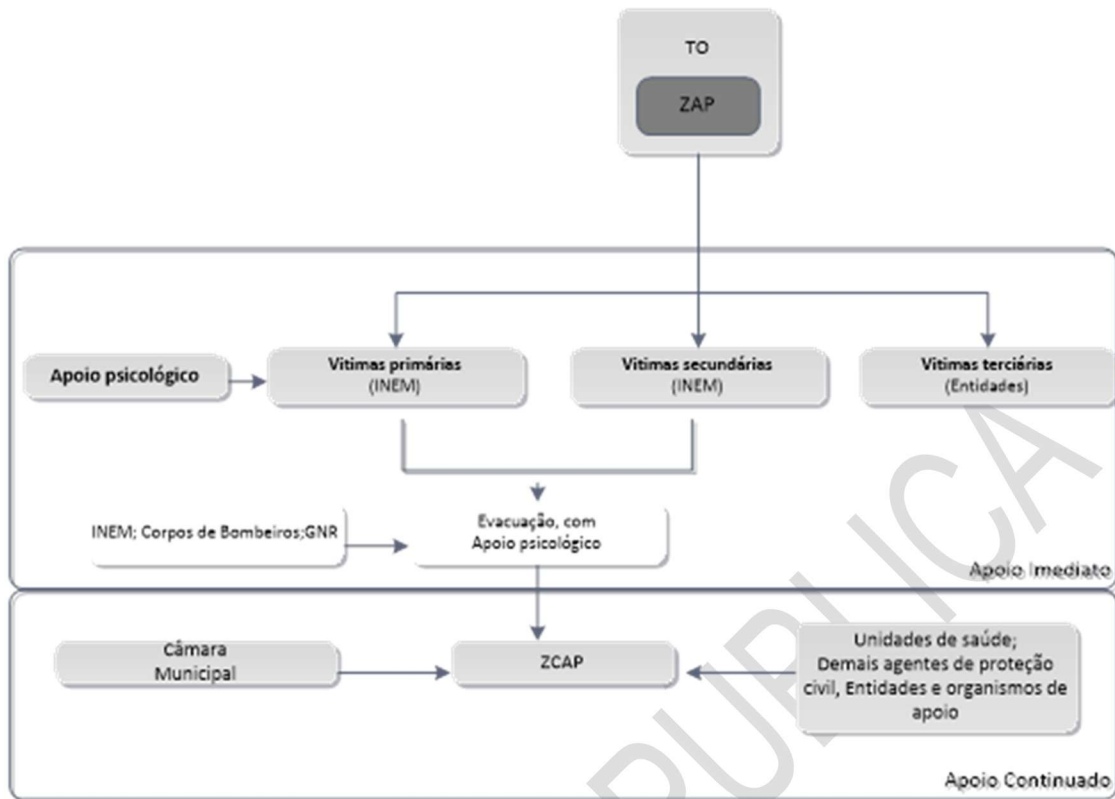 TO
ZAP
Apoio psicológico
Vitimas primárias
(INEM)
Vitimas secundárias
(INEM)
Vitimas terciárias
(Entidades)
INEM; Corpos de Bombeiros;GNR
Evacuação, com
Apoio psicológico
Apoio Imediato
Câmara
Municipal
ZCAP
Unidades de saúde;
Demais agentes de proteção
civil, Entidades e organismos de
apoio
Apoio Continuado
PUBLICA